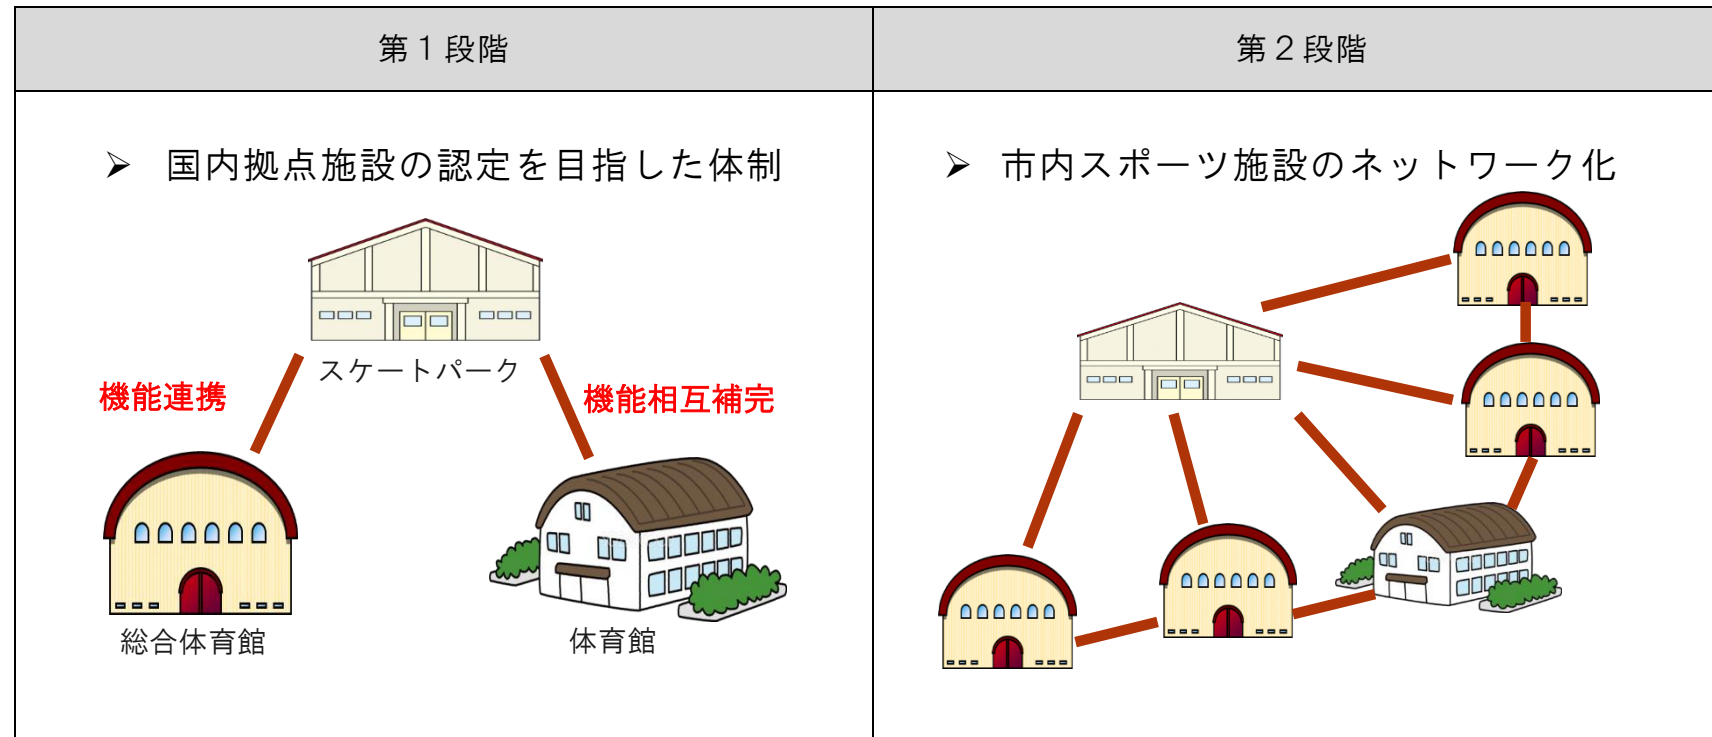 第１段階
第２段階
➢ 国内拠点施設の認定を目指した体制
スケートパーク
機能連携
機能相互補完
総合体育館
体育館
➢ 市内スポーツ施設のネットワーク化